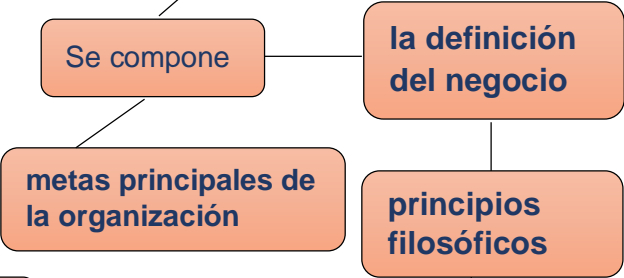 Se compone
la definición
del negocio
metas principales de
la organización
principios
filosóficos